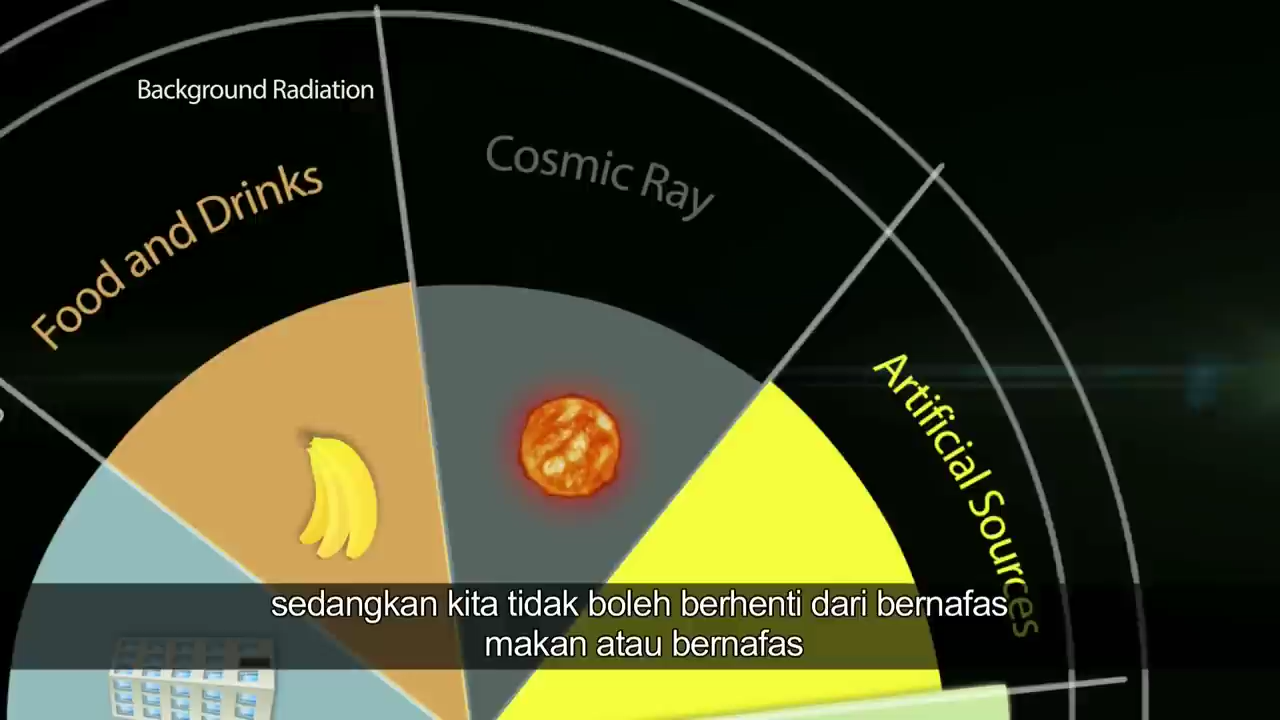 Background Radiation
Food and Drinks
Cosmic Ray
Artificial Sources
sedangkan kita tidak boleh berhenti dari bernafas
makan atau bernafas